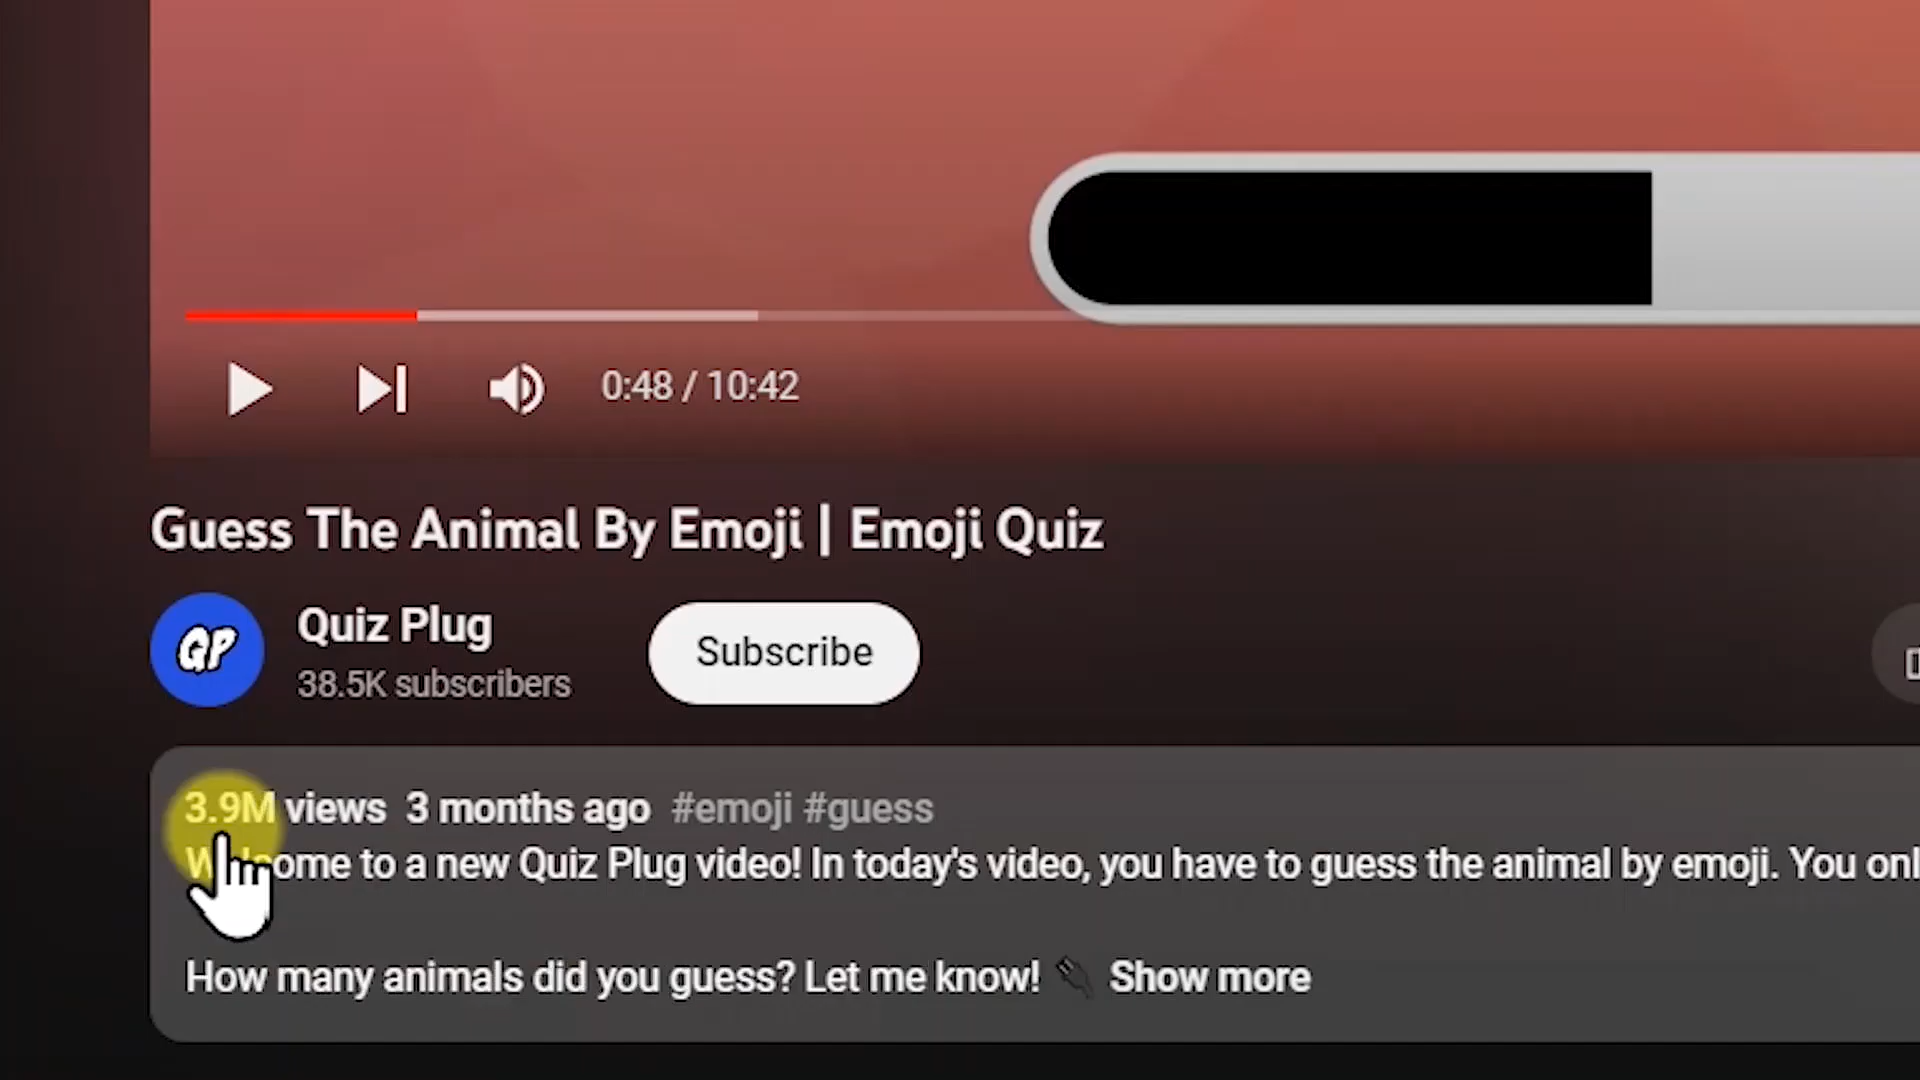 0:48 / 10:42
Guess The Animal By Emoji | Emoji Quiz
QP
Quiz Plug
38.5K subscribers
Subscribe
3.9M views 3 months ago #emoji #guess
Welcome to a new Quiz Plug video! In today's video, you have to guess the animal by emoji. You
How many animals did you guess? Let me know! Show more